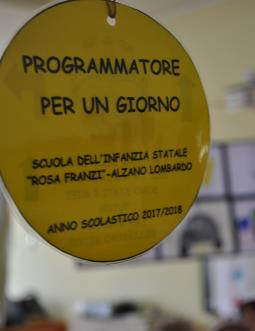 PROGRAMMATORE
PER UN GIORNO
SCUOLA DELL'INFANZIA STATALE
"ROSA FRANZI"-ALZANO LOMBARDO
ANNO SCOLASTICO 2017/2018